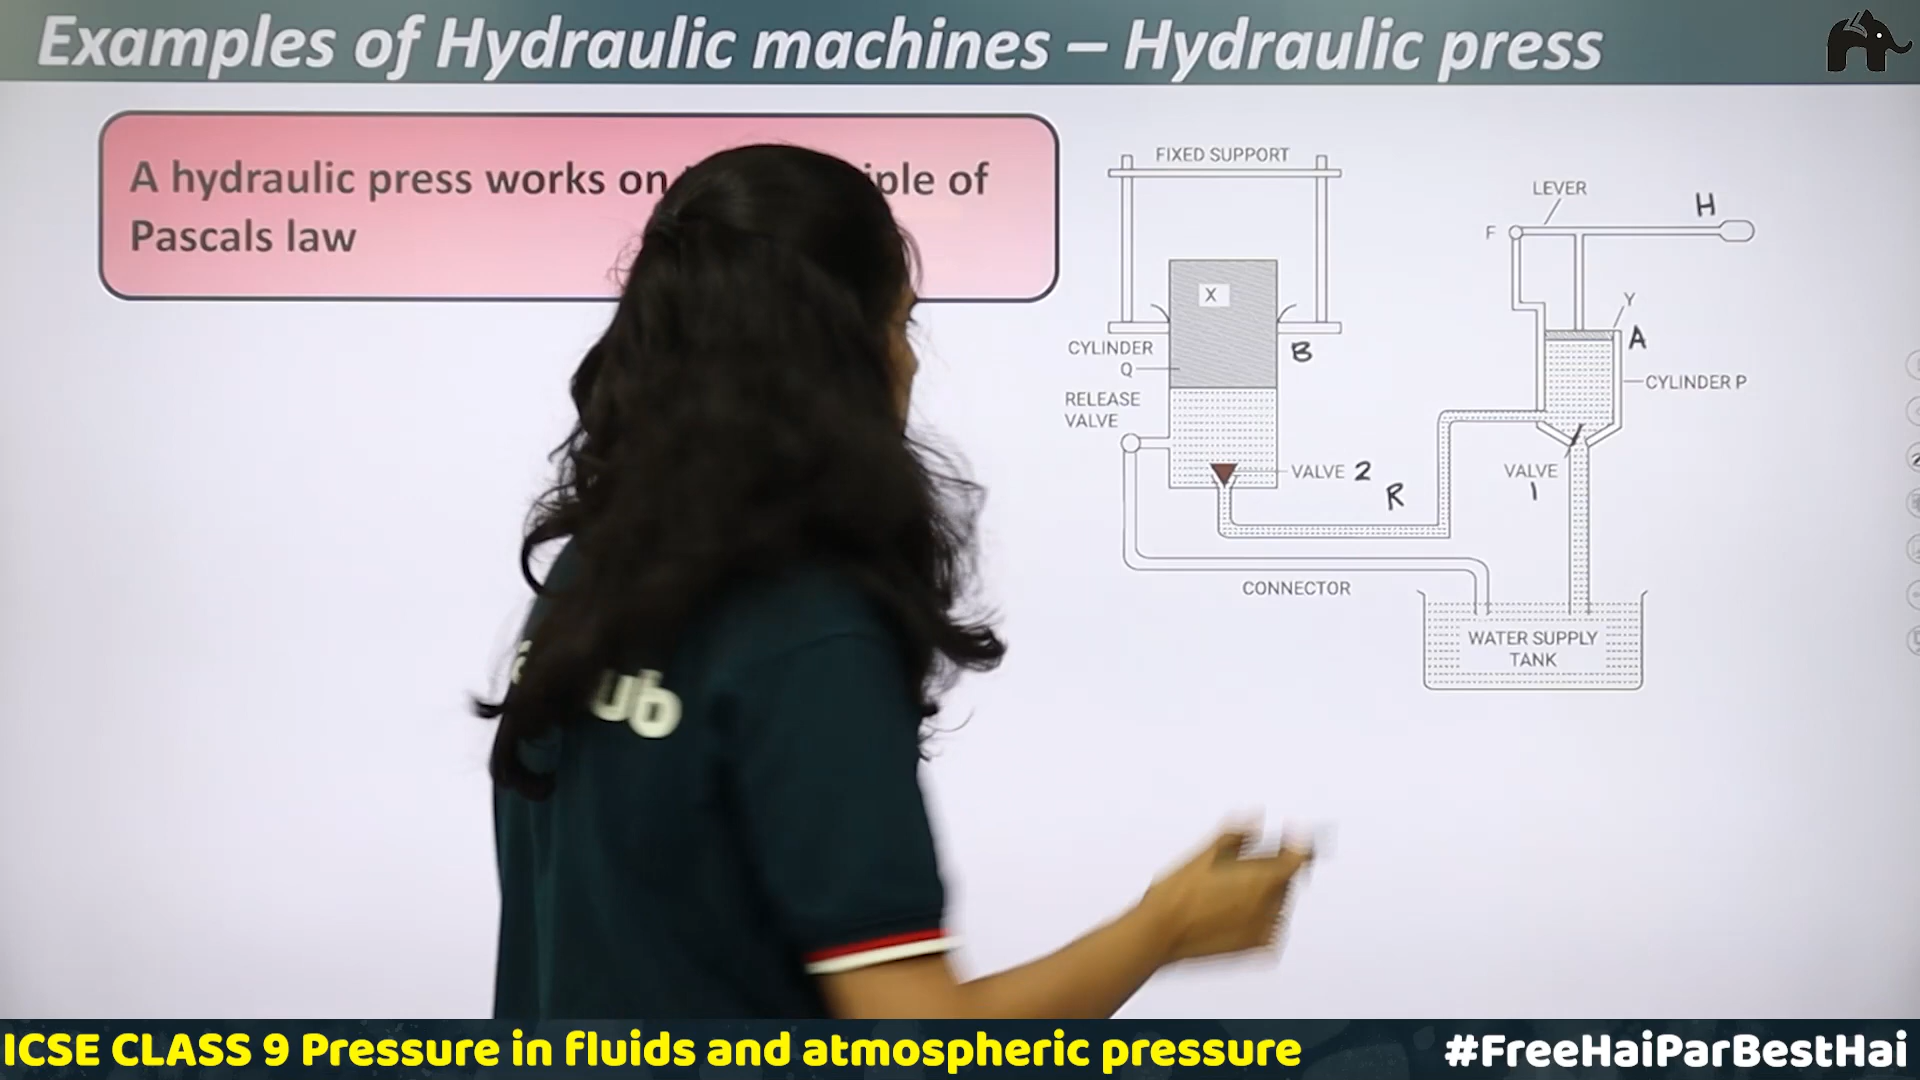 Examples of Hydraulic machines – Hydraulic press
A hydraulic press works on
of
Pascals law
FIXED SUPPORT
LEVER
H
F
X
Y
A
CYLINDER
Q
B
CYLINDER P
RELEASE
VALVE
VALVE 2
R
VALVE
1
CONNECTOR
WATER SUPPLY
TANK
ub
ICSE CLASS 9 Pressure in fluids and atmospheric pressure
#FreeHaiParBestHai